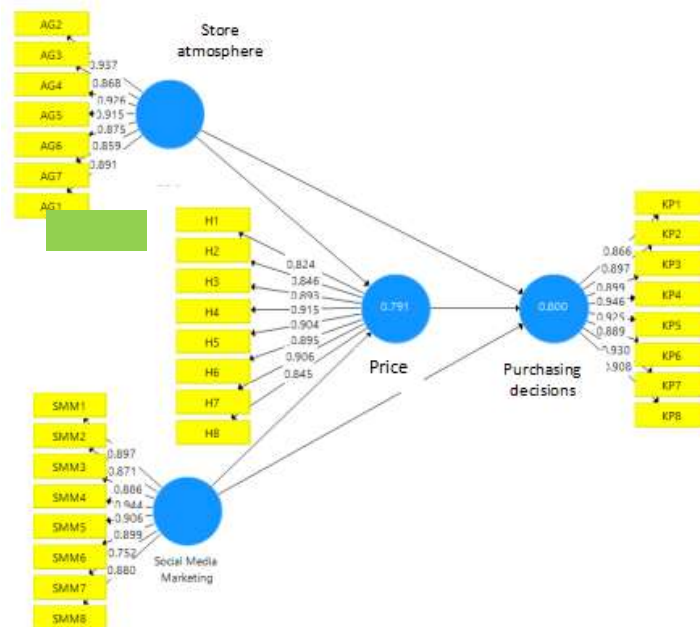 Store
atmosphere
AG2
AG3
AG4
AG5
AG6
AG7
AG1
0.937
0.868
0.926
0.915
0.875
0.859
0.891
H1
H2
H3
H4
H5
H6
H7
H8
0.824
0.846
0.893
0.915
0.904
0.895
0.906
0.845
0.791
Price
0.800
Purchasing
decisions
KP1
KP2
KP3
KP4
KP5
KP6
KP7
KP8
0.866
0.897
0.899
0.946
0.925
0.889
0.930
0.908
SMM1
SMM2
SMM3
SMM4
SMM5
SMM6
SMM7
SMM8
0.897
0.871
0.886
0.944
0.906
0.899
0.752
0.880
Social Media
Marketing